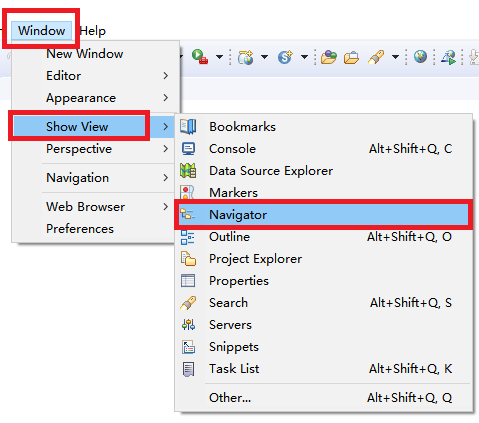 Window Help
New Window
Editor
Appearance
Show View
Perspective
Navigation
Web Browser
Preferences
Bookmarks
Console Alt+Shift+Q, C
Data Source Explorer
Markers
Navigator
Outline Alt+Shift+Q, O
Project Explorer
Properties
Search Alt+Shift+Q, S
Servers
Snippets
Task List Alt+Shift+Q, K
Other... Alt+Shift+Q, Q